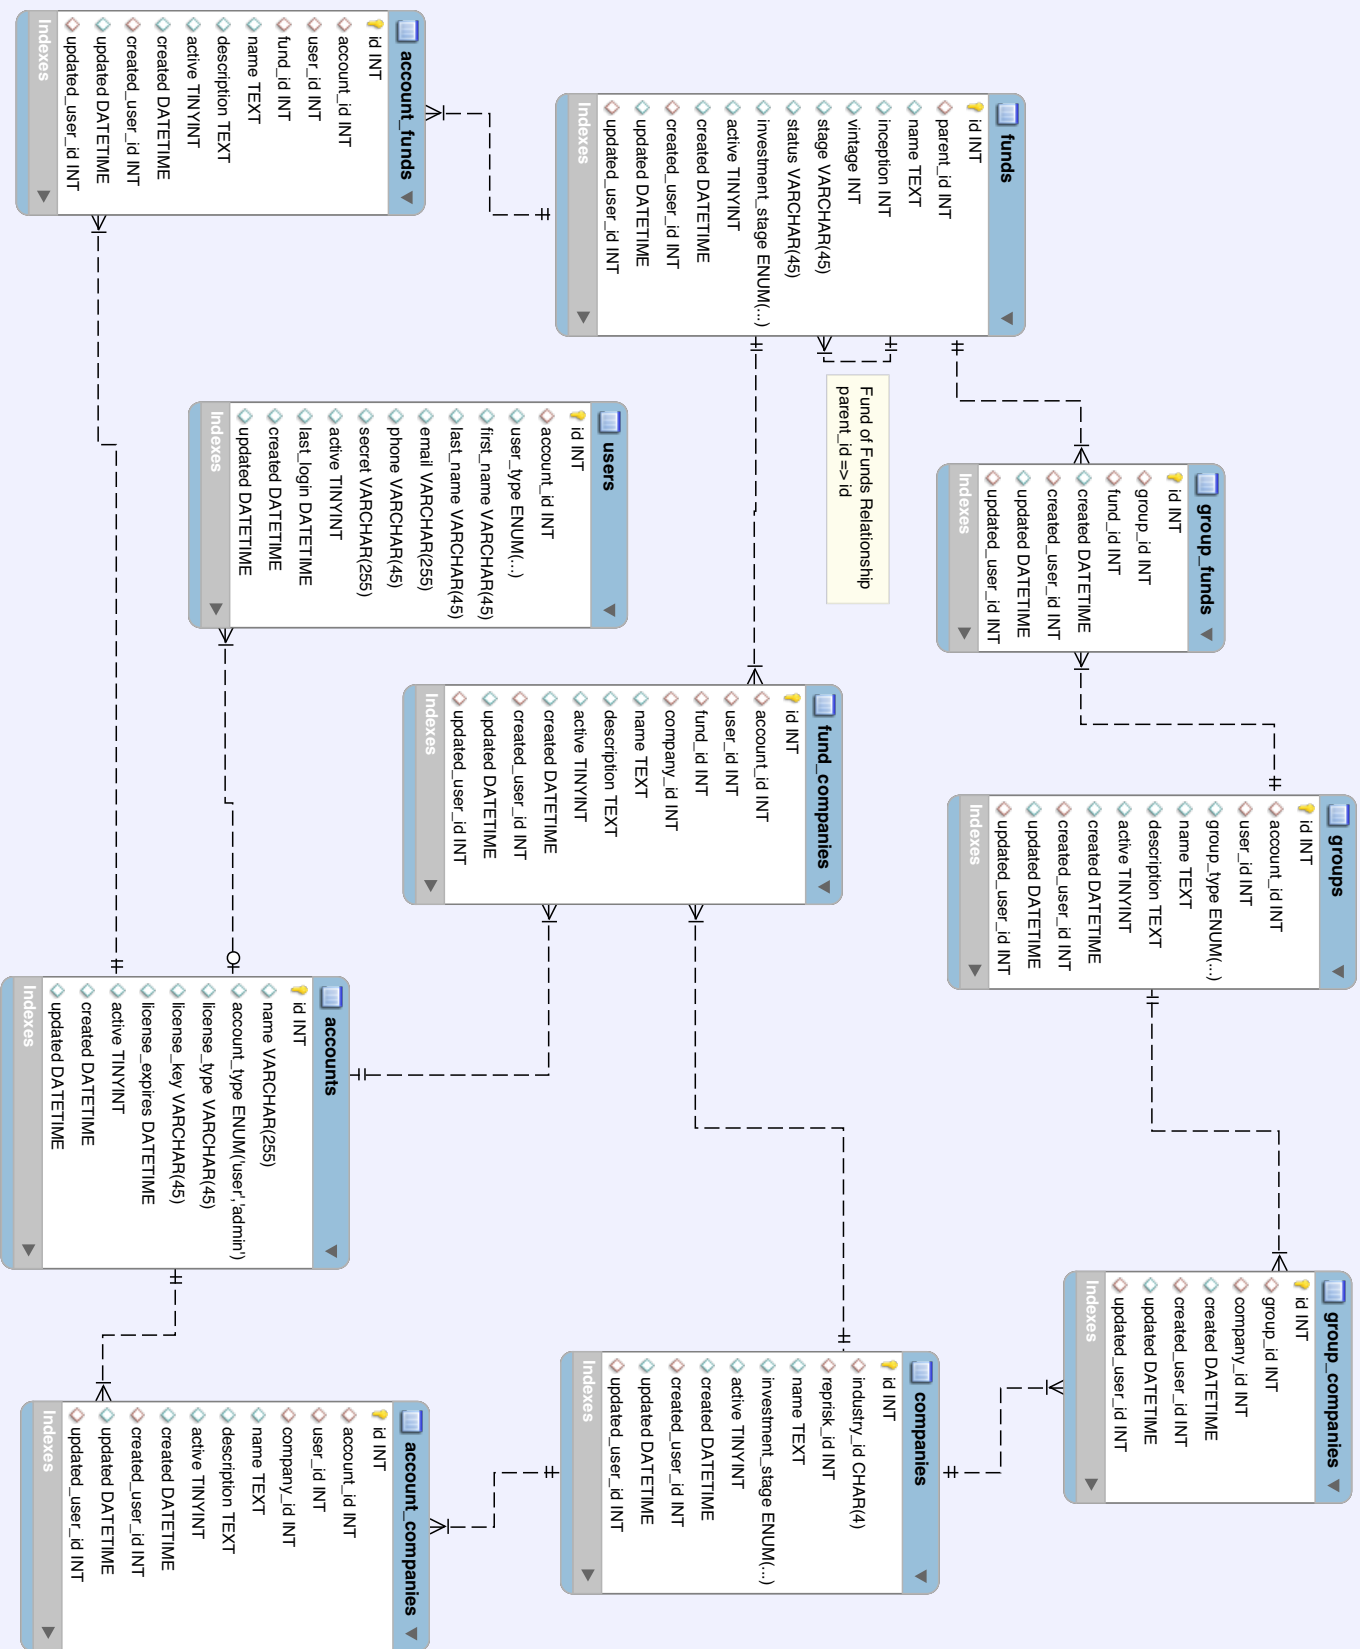 account_funds
id INT
account_id INT
user_id INT
fund_id INT
name TEXT
description TEXT
active TINYINT
created DATETIME
created_user_id INT
updated DATETIME
updated_user_id INT
Indexes
funds
id INT
parent_id INT
name TEXT
inception INT
vintage INT
stage VARCHAR(45)
status VARCHAR(45)
investment_stage ENUM(...)
active TINYINT
created DATETIME
created_user_id INT
updated DATETIME
updated_user_id INT
Indexes
Fund of Funds Relationship
parent_id => id
users
id INT
account_id INT
user_type ENUM(...)
first_name VARCHAR(45)
last_name VARCHAR(45)
email VARCHAR(255)
phone VARCHAR(45)
secret VARCHAR(255)
active TINYINT
last_login DATETIME
created DATETIME
updated DATETIME
Indexes
group_funds
id INT
group_id INT
fund_id INT
created DATETIME
created_user_id INT
updated DATETIME
updated_user_id INT
Indexes
fund_companies
id INT
account_id INT
user_id INT
fund_id INT
company_id INT
name TEXT
description TEXT
active TINYINT
created DATETIME
created_user_id INT
updated DATETIME
updated_user_id INT
Indexes
groups
id INT
account_id INT
user_id INT
group_type ENUM(...)
name TEXT
description TEXT
active TINYINT
created DATETIME
created_user_id INT
updated DATETIME
updated_user_id INT
Indexes
accounts
id INT
name VARCHAR(255)
account_type ENUM('user','admin')
license_type VARCHAR(45)
license_key VARCHAR(45)
license_expires DATETIME
active TINYINT
created DATETIME
updated DATETIME
Indexes
group_companies
id INT
group_id INT
company_id INT
created DATETIME
created_user_id INT
updated DATETIME
updated_user_id INT
Indexes
companies
id INT
industry_id CHAR(4)
reprisk_id INT
name TEXT
investment_stage ENUM(...)
active TINYINT
created DATETIME
created_user_id INT
updated DATETIME
updated_user_id INT
Indexes
account_companies
id INT
account_id INT
user_id INT
company_id INT
name TEXT
description TEXT
active TINYINT
created DATETIME
created_user_id INT
updated DATETIME
updated_user_id INT
Indexes